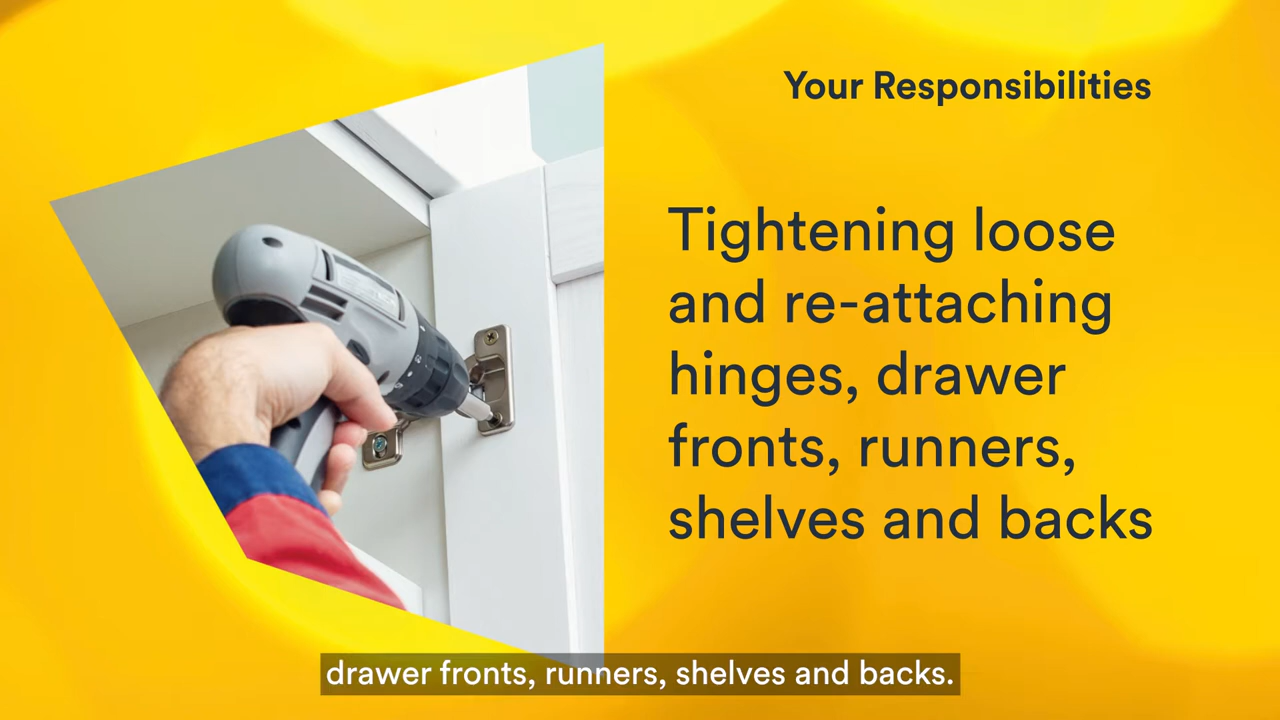 Your Responsibilities
Tightening loose
and re-attaching
hinges, drawer
fronts, runners,
shelves and backs
drawer fronts, runners, shelves and backs.